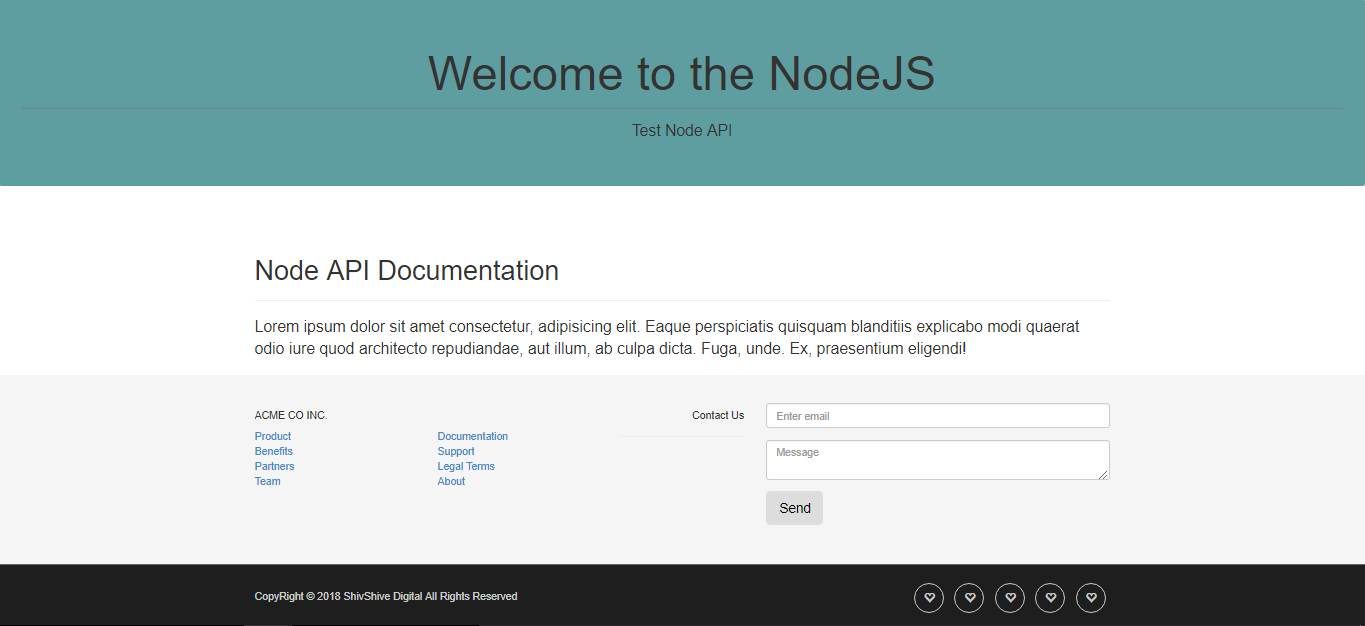 Welcome to the NodeJS
Test Node API
Node API Documentation
Lorem ipsum dolor sit amet consectetur, adipisicing elit. Eaque perspiciatis quisquam blanditiis explicabo modi quaerat
odio iure quod architecto repudiandae, aut illum, ab culpa dicta. Fuga, unde. Ex, praesentium eligendi!
ACME CO INC.
Product
Benefits
Partners
Team
Documentation
Support
Legal Terms
About
Contact Us
Enter email
Message
Send
CopyRight © 2018 ShivShive Digital All Rights Reserved